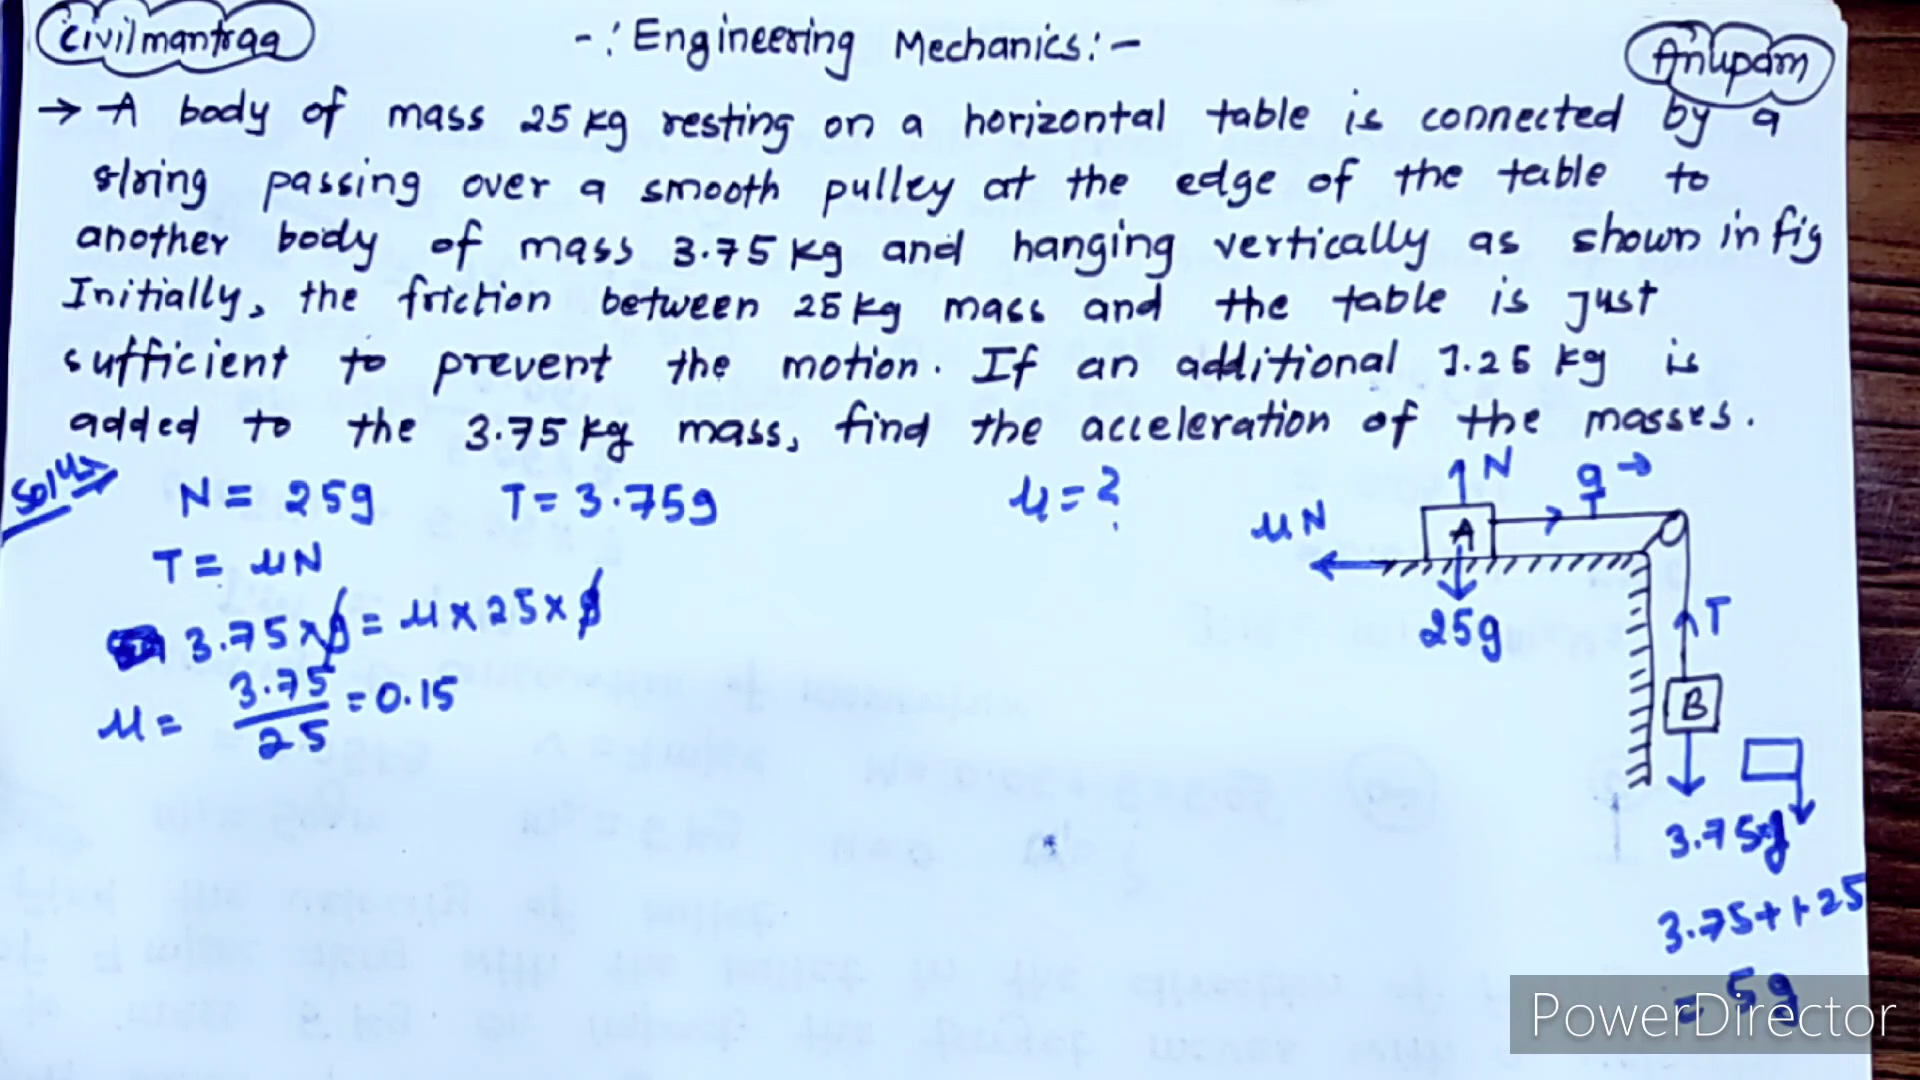 Civilmantraa
-: Engineering Mechanics:-
Anupam
→ A body of mass 25 kg resting on a horizontal table is connected by a
string passing over a smooth pulley at the edge of the table to
another body of mass 3.75 kg and hanging vertically as shown in fig
Initially, the friction between 25 kg mass and the table is just
sufficient to prevent the motion. If an additional 1.25 kg is
added to the 3.75 kg mass, find the acceleration of the masses.
Solu
N = 25g T = 3.75g μ = ?
T = μN
3.75 × g = μ × 25 × g
μ = 3.75/25 = 0.15
N
μN
A
25g
T
B
3.75g
3.75+1.25
= 5g
PowerDirector